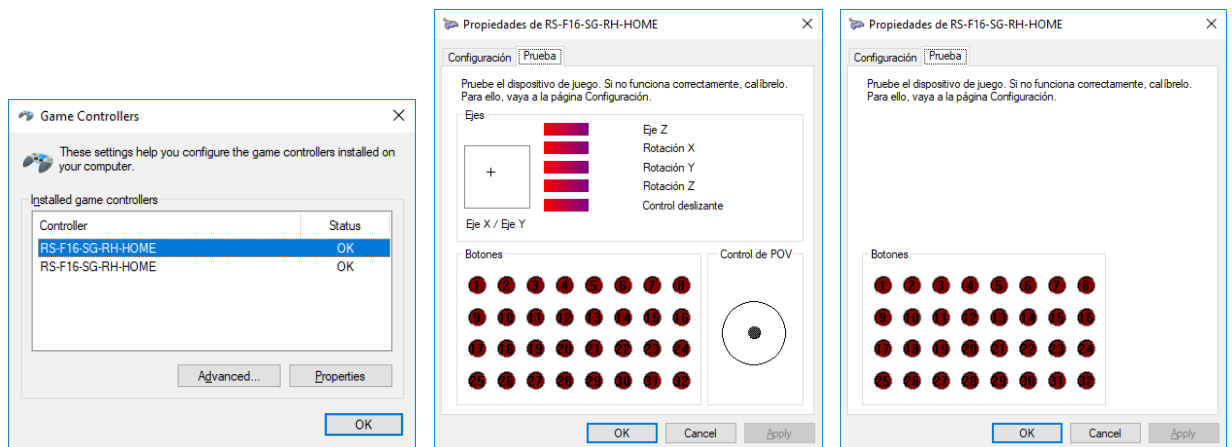 Game Controllers
These settings help you configure the game controllers installed on
your computer.
Installed game controllers
Controller Status
RS-F16-SG-RH-HOME OK
RS-F16-SG-RH-HOME OK
Advanced... Properties
OK
Propiedades de RS-F16-SG-RH-HOME
Configuración Prueba
Pruebe el dispositivo de juego. Si no funciona correctamente, calíbrelo.
Para ello, vaya a la página Configuración.
Ejes
Eje Z
Rotación X
Rotación Y
Rotación Z
Control deslizante
Eje X / Eje Y
Botones
1 2 3 4 5 6 7 8
9 10 11 12 13 14 15 16
17 18 19 20 21 22 23 24
25 26 27 28 29 30 31 32
Control de POV
OK Cancel Apply
Propiedades de RS-F16-SG-RH-HOME
Configuración Prueba
Pruebe el dispositivo de juego. Si no funciona correctamente, calíbrelo.
Para ello, vaya a la página Configuración.
Botones
1 2 3 4 5 6 7 8
9 10 11 12 13 14 15 16
17 18 19 20 21 22 23 24
25 26 27 28 29 30 31 32
OK Cancel Apply